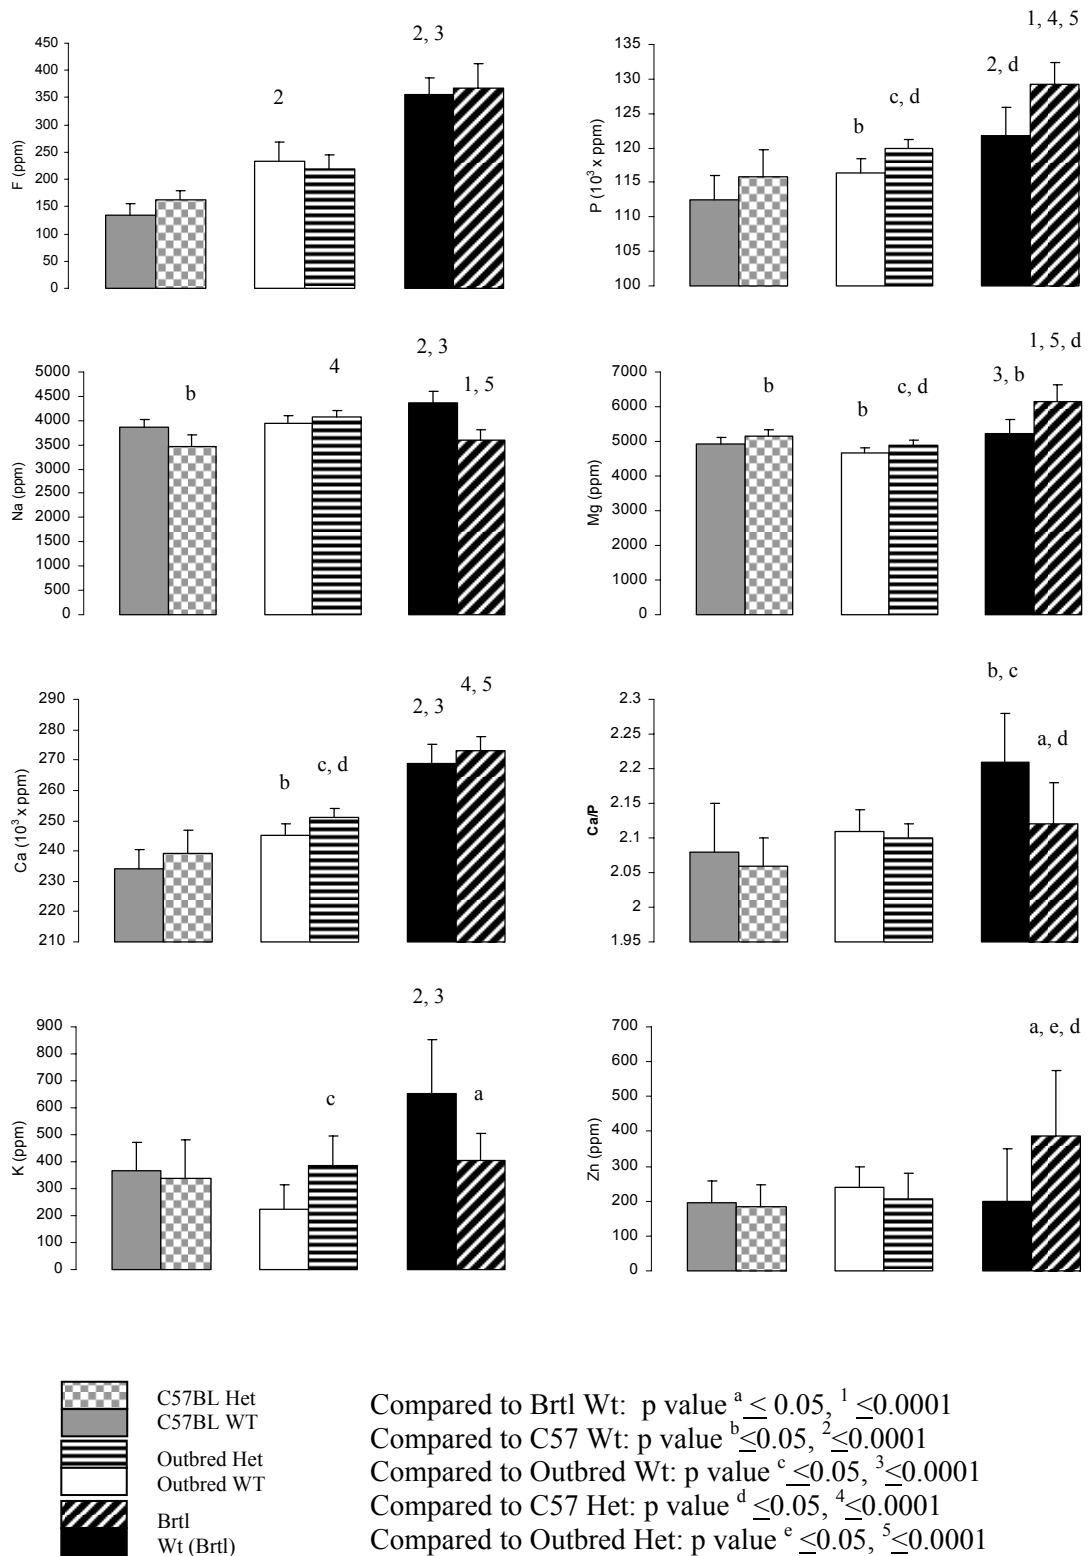 2, 3
2
450
400
350
300
250
200
150
100
50
0
F (ppm)
1, 4, 5
2, d
c, d
b
135
130
125
120
115
110
105
100
P (10³ x ppm)
2, 3
4
1, 5
b
5000
4500
4000
3500
3000
2500
2000
1500
1000
500
0
Na (ppm)
1, 5, d
3, b
c, d
b
b
7000
6000
5000
4000
3000
2000
1000
0
Mg (ppm)
4, 5
2, 3
c, d
b
290
280
270
260
250
240
230
220
210
Ca (10³ x ppm)
b, c
a, d
2.3
2.25
2.2
2.15
2.1
2.05
2
1.95
Ca/P
2, 3
a
c
900
800
700
600
500
400
300
200
100
0
K (ppm)
a, e, d
700
600
500
400
300
200
100
0
Zn (ppm)
C57BL Het
C57BL WT
Outbred Het
Outbred WT
Brtl
Wt (Brtl)
Compared to Brtl Wt: p value ᵃ ≤ 0.05, ¹ ≤0.0001
Compared to C57 Wt: p value ᵇ≤0.05, ²≤0.0001
Compared to Outbred Wt: p value ᶜ ≤0.05, ³≤0.0001
Compared to C57 Het: p value ᵈ ≤0.05, ⁴≤0.0001
Compared to Outbred Het: p value ᵉ ≤0.05, ⁵≤0.0001